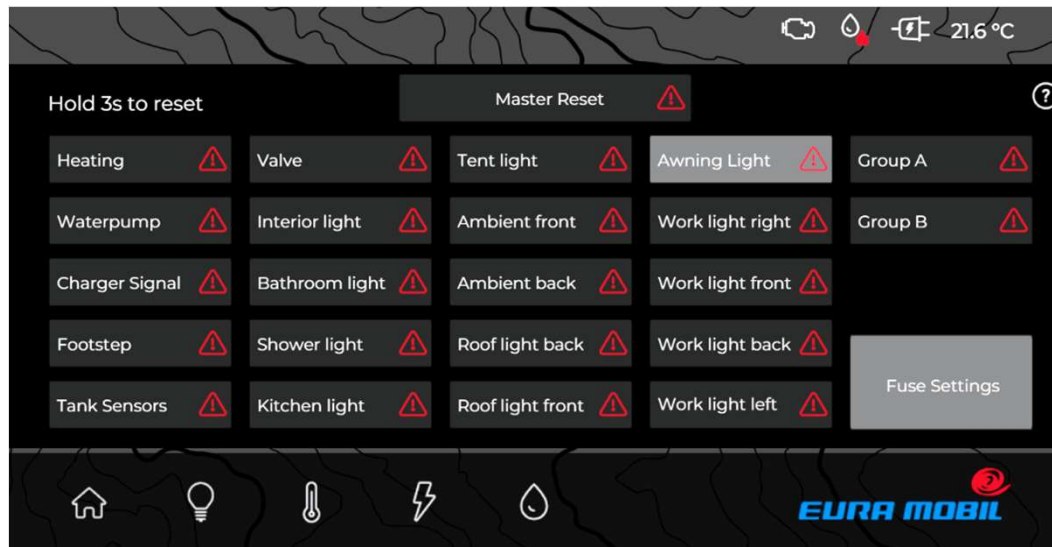 21.6 °C
Hold 3s to reset
Master Reset
?
Heating
Valve
Tent light
Awning Light
Group A
Waterpump
Interior light
Ambient front
Work light right
Group B
Charger Signal
Bathroom light
Ambient back
Work light front
Footstep
Shower light
Roof light back
Work light back
Fuse Settings
Tank Sensors
Kitchen light
Roof light front
Work light left
EURA MOBIL